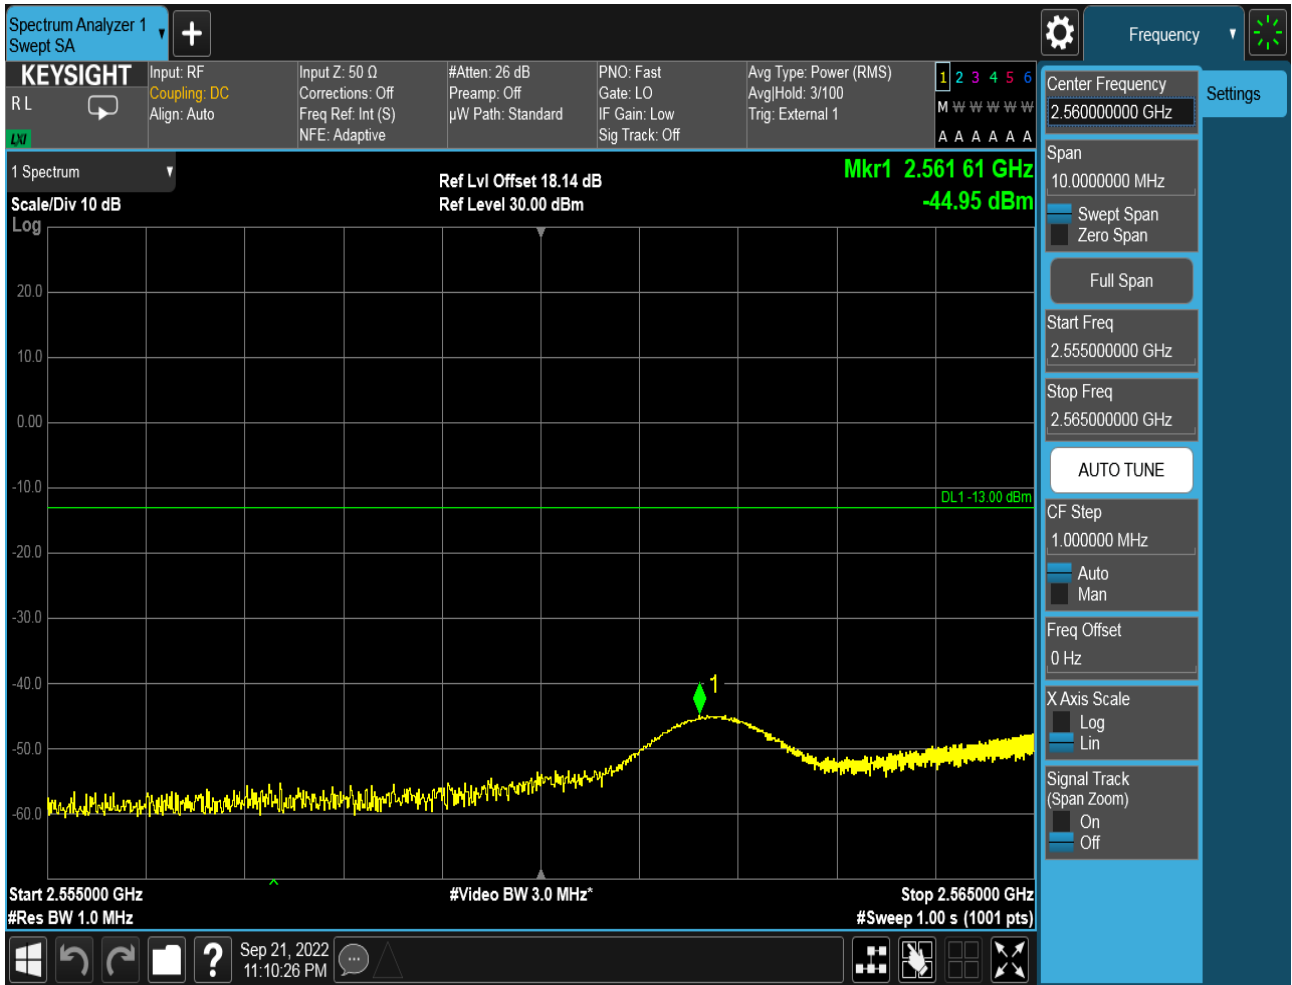 Spectrum Analyzer 1
Swept SA
+
Frequency
KEYSIGHT
R L
LXI
Input: RF
Coupling: DC
Align: Auto
Input Z: 50 Ω
Corrections: Off
Freq Ref: Int (S)
NFE: Adaptive
#Atten: 26 dB
Preamp: Off
µW Path: Standard
PNO: Fast
Gate: LO
IF Gain: Low
Sig Track: Off
Avg Type: Power (RMS)
Avg|Hold: 3/100
Trig: External 1
1 2 3 4 5 6
M W W W W W
A A A A A A
1 Spectrum
Scale/Div 10 dB
Log
Ref Lvl Offset 18.14 dB
Ref Level 30.00 dBm
Mkr1 2.561 61 GHz
-44.95 dBm
20.0
10.0
0.00
-10.0
DL1 -13.00 dBm
-20.0
-30.0
-40.0
1
-50.0
-60.0
Start 2.555000 GHz
#Video BW 3.0 MHz*
Stop 2.565000 GHz
#Res BW 1.0 MHz
#Sweep 1.00 s (1001 pts)
?
Sep 21, 2022
11:10:26 PM
Center Frequency
2.560000000 GHz
Settings
Span
10.0000000 MHz
Swept Span
Zero Span
Full Span
Start Freq
2.555000000 GHz
Stop Freq
2.565000000 GHz
AUTO TUNE
CF Step
1.000000 MHz
Auto
Man
Freq Offset
0 Hz
X Axis Scale
Log
Lin
Signal Track
(Span Zoom)
On
Off